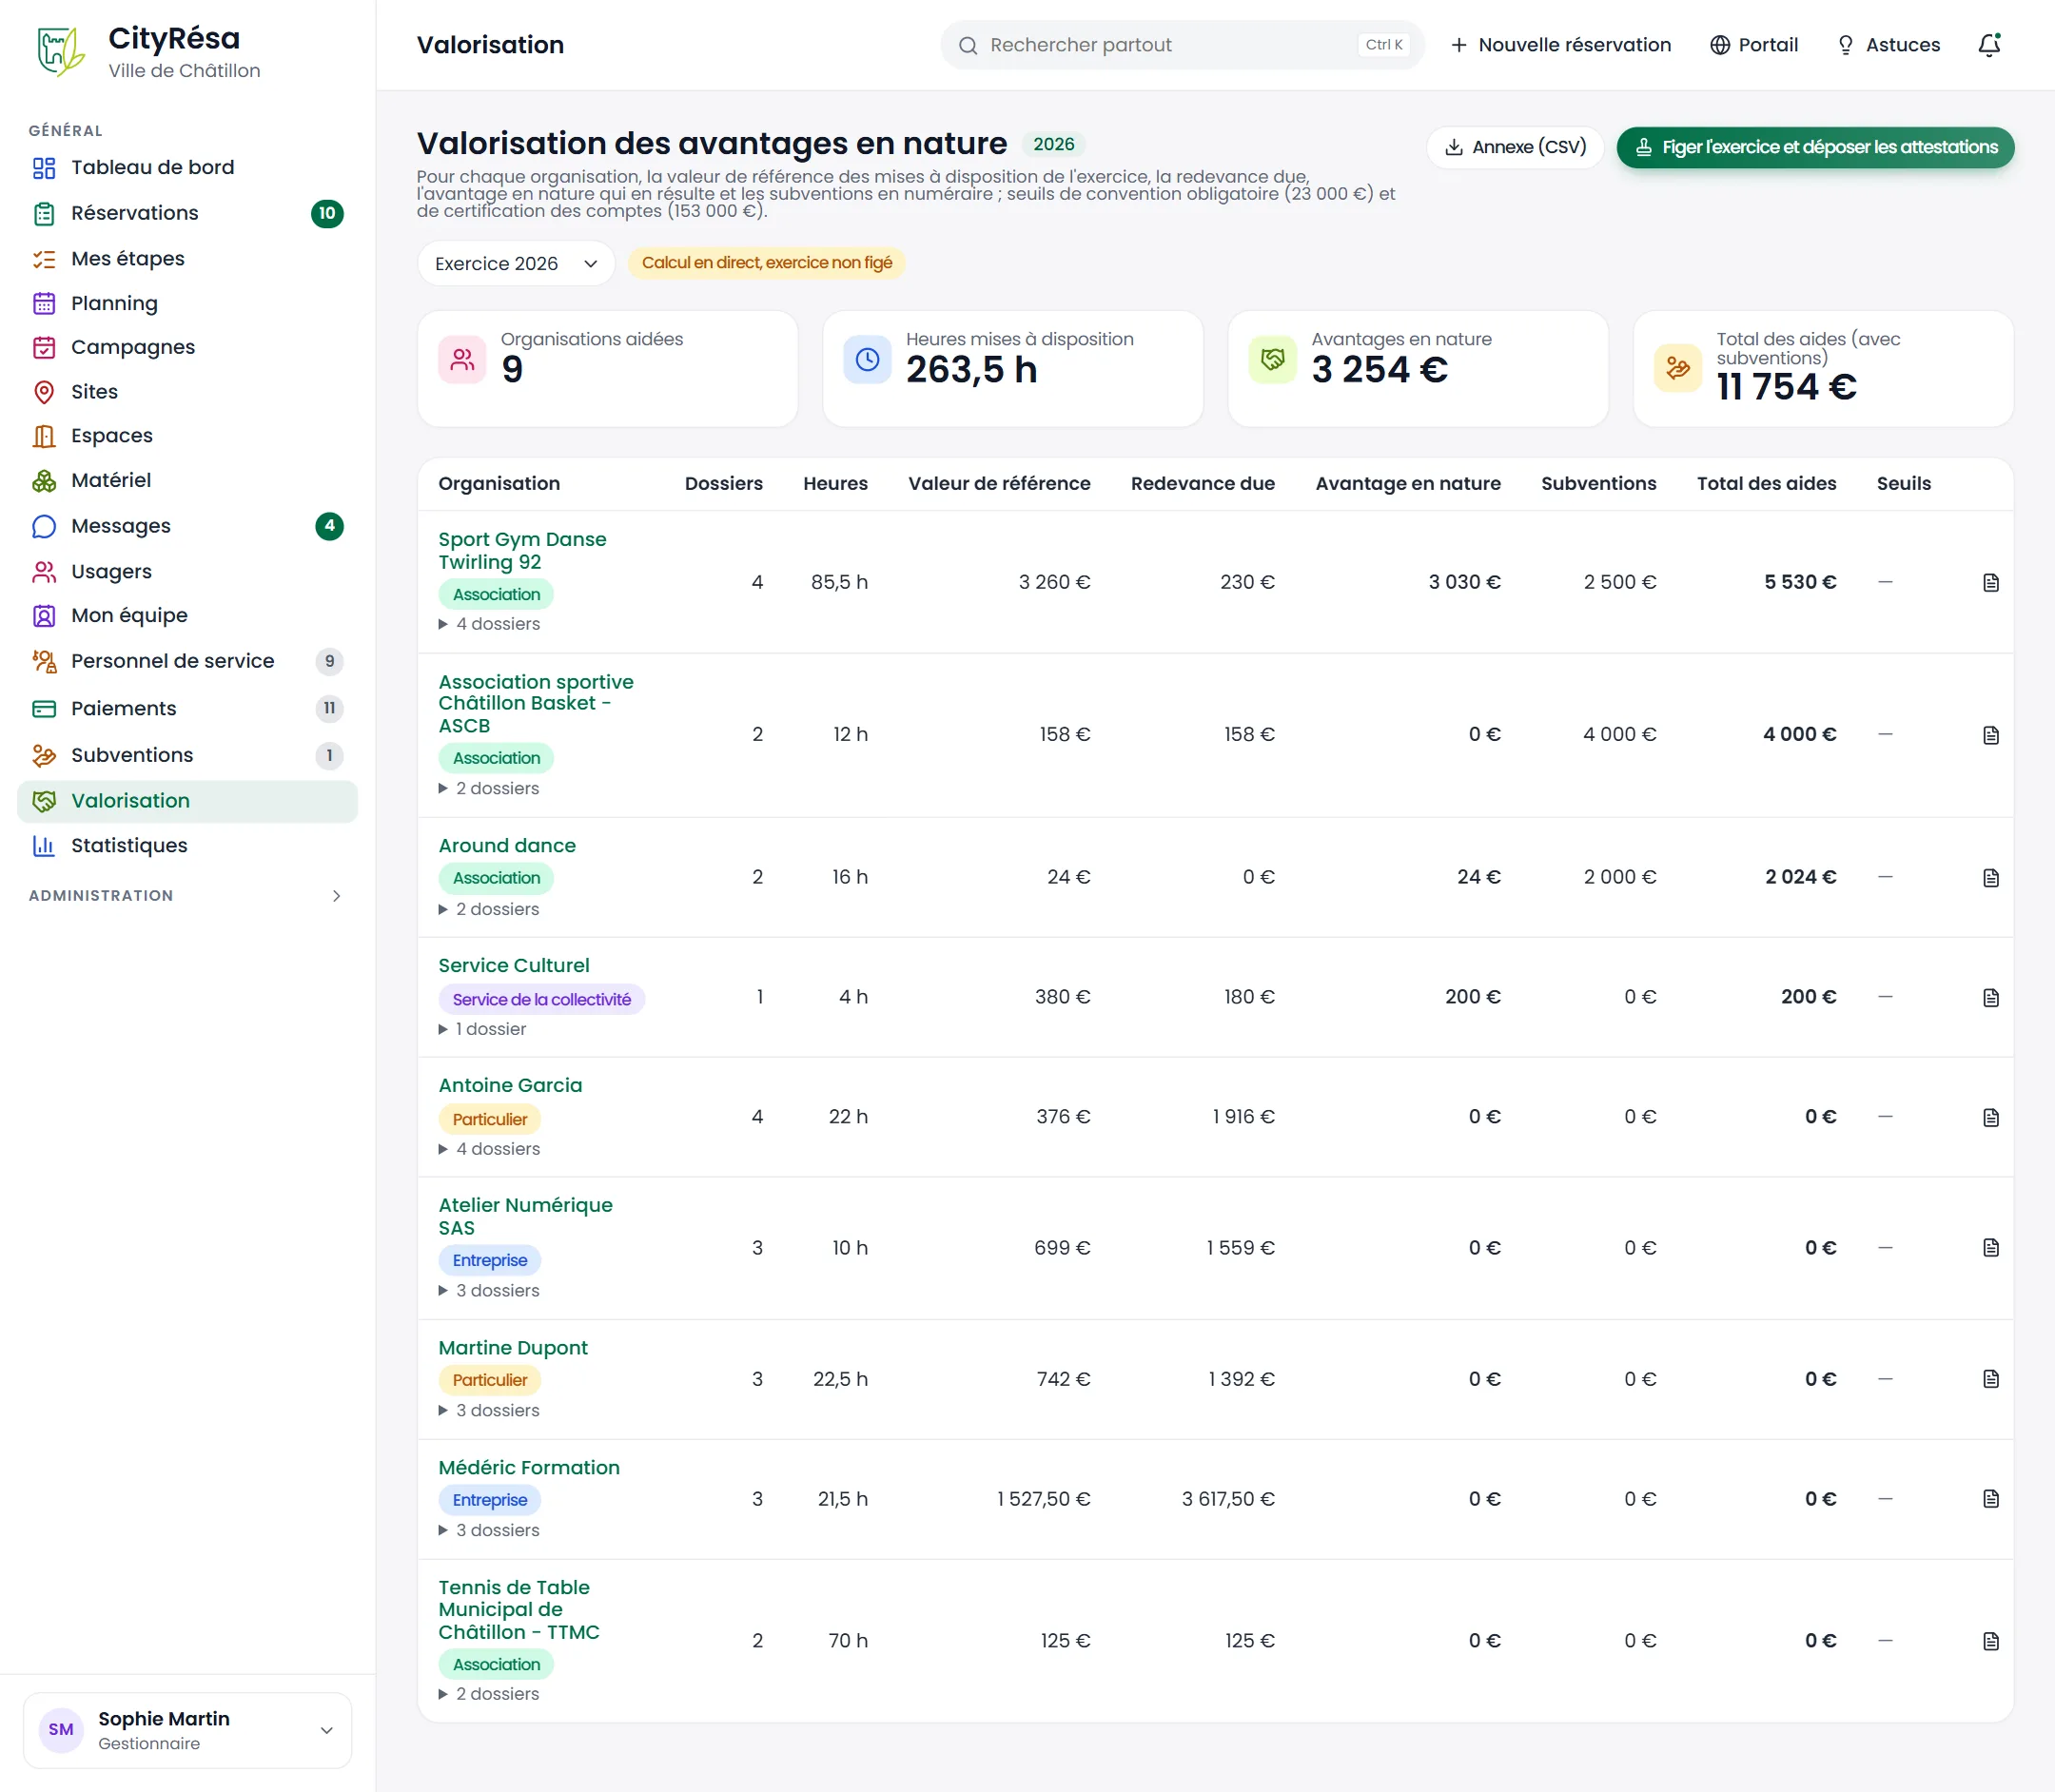 CityRésa
Ville de Châtillon
GÉNÉRAL
Tableau de bord
Réservations 10
Mes étapes
Planning
Campagnes
Sites
Espaces
Matériel
Messages 4
Usagers
Mon équipe
Personnel de service 9
Paiements 11
Subventions 1
Valorisation
Statistiques
ADMINISTRATION
SM
Sophie Martin
Gestionnaire
Valorisation
Rechercher partout Ctrl K
Nouvelle réservation
Portail
Astuces
Valorisation des avantages en nature 2026
Annexe (CSV)
Figer l'exercice et déposer les attestations
Pour chaque organisation, la valeur de référence des mises à disposition de l'exercice, la redevance due,
l'avantage en nature qui en résulte et les subventions en numéraire ; seuils de convention obligatoire (23 000 €) et
de certification des comptes (153 000 €).
Exercice 2026
Calcul en direct, exercice non figé
Organisations aidées
9
Heures mises à disposition
263,5 h
Avantages en nature
3 254 €
Total des aides (avec
subventions)
11 754 €
Organisation Dossiers Heures Valeur de référence Redevance due Avantage en nature Subventions Total des aides Seuils
Sport Gym Danse
Twirling 92
Association
4 dossiers
4 85,5 h 3 260 € 230 € 3 030 € 2 500 € 5 530 € —
Association sportive
Châtillon Basket -
ASCB
Association
2 dossiers
2 12 h 158 € 158 € 0 € 4 000 € 4 000 € —
Around dance
Association
2 dossiers
2 16 h 24 € 0 € 24 € 2 000 € 2 024 € —
Service Culturel
Service de la collectivité
1 dossier
1 4 h 380 € 180 € 200 € 0 € 200 € —
Antoine Garcia
Particulier
4 dossiers
4 22 h 376 € 1 916 € 0 € 0 € 0 € —
Atelier Numérique
SAS
Entreprise
3 dossiers
3 10 h 699 € 1 559 € 0 € 0 € 0 € —
Martine Dupont
Particulier
3 dossiers
3 22,5 h 742 € 1 392 € 0 € 0 € 0 € —
Médéric Formation
Entreprise
3 dossiers
3 21,5 h 1 527,50 € 3 617,50 € 0 € 0 € 0 € —
Tennis de Table
Municipal de
Châtillon - TTMC
Association
2 dossiers
2 70 h 125 € 125 € 0 € 0 € 0 € —